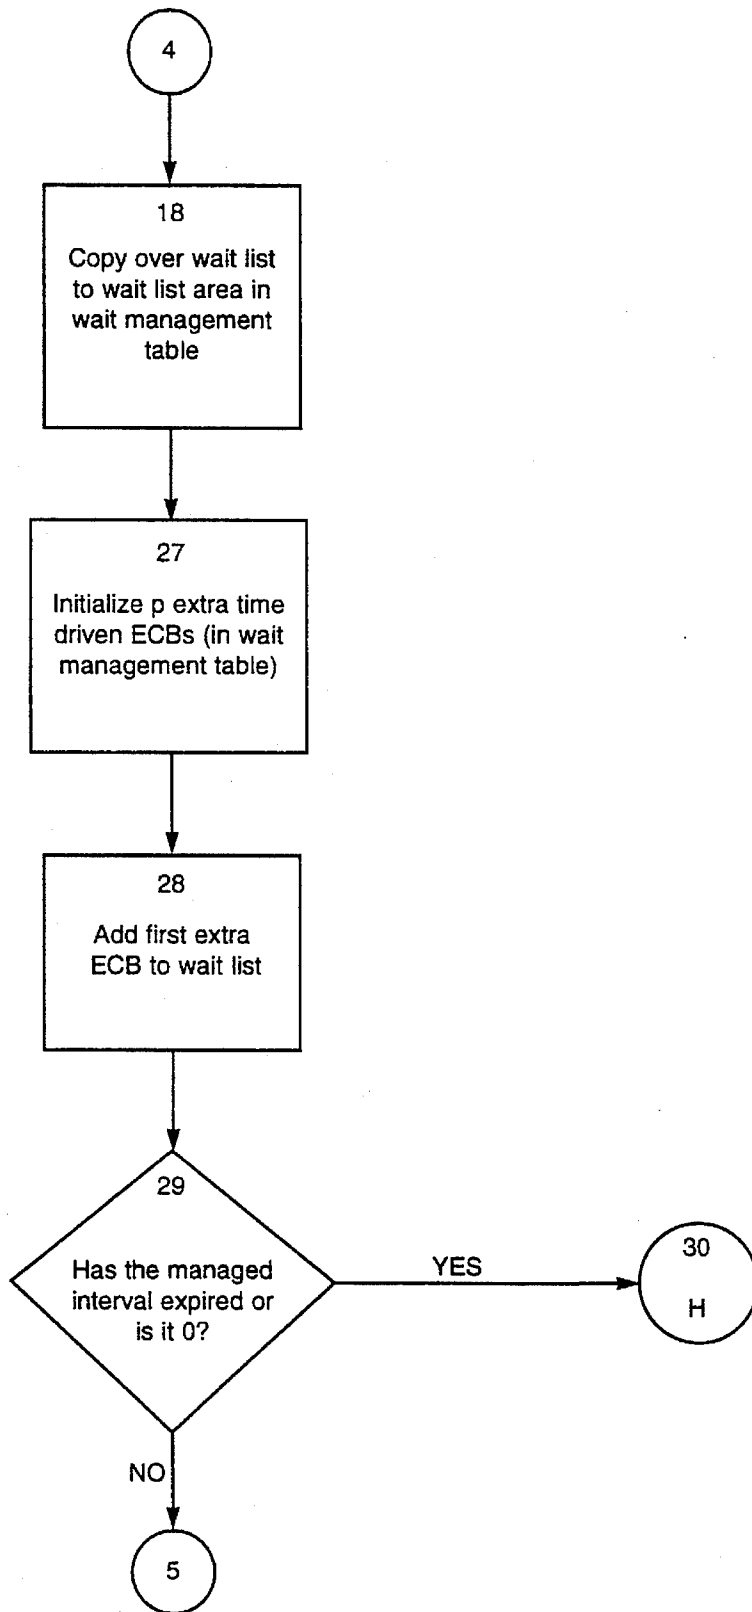 4
18
Copy over wait list
to wait list area in
wait management
table
27
Initialize p extra time
driven ECBs (in wait
management table)
28
Add first extra
ECB to wait list
29
Has the managed
interval expired or
is it 0?
YES
30
H
NO
5